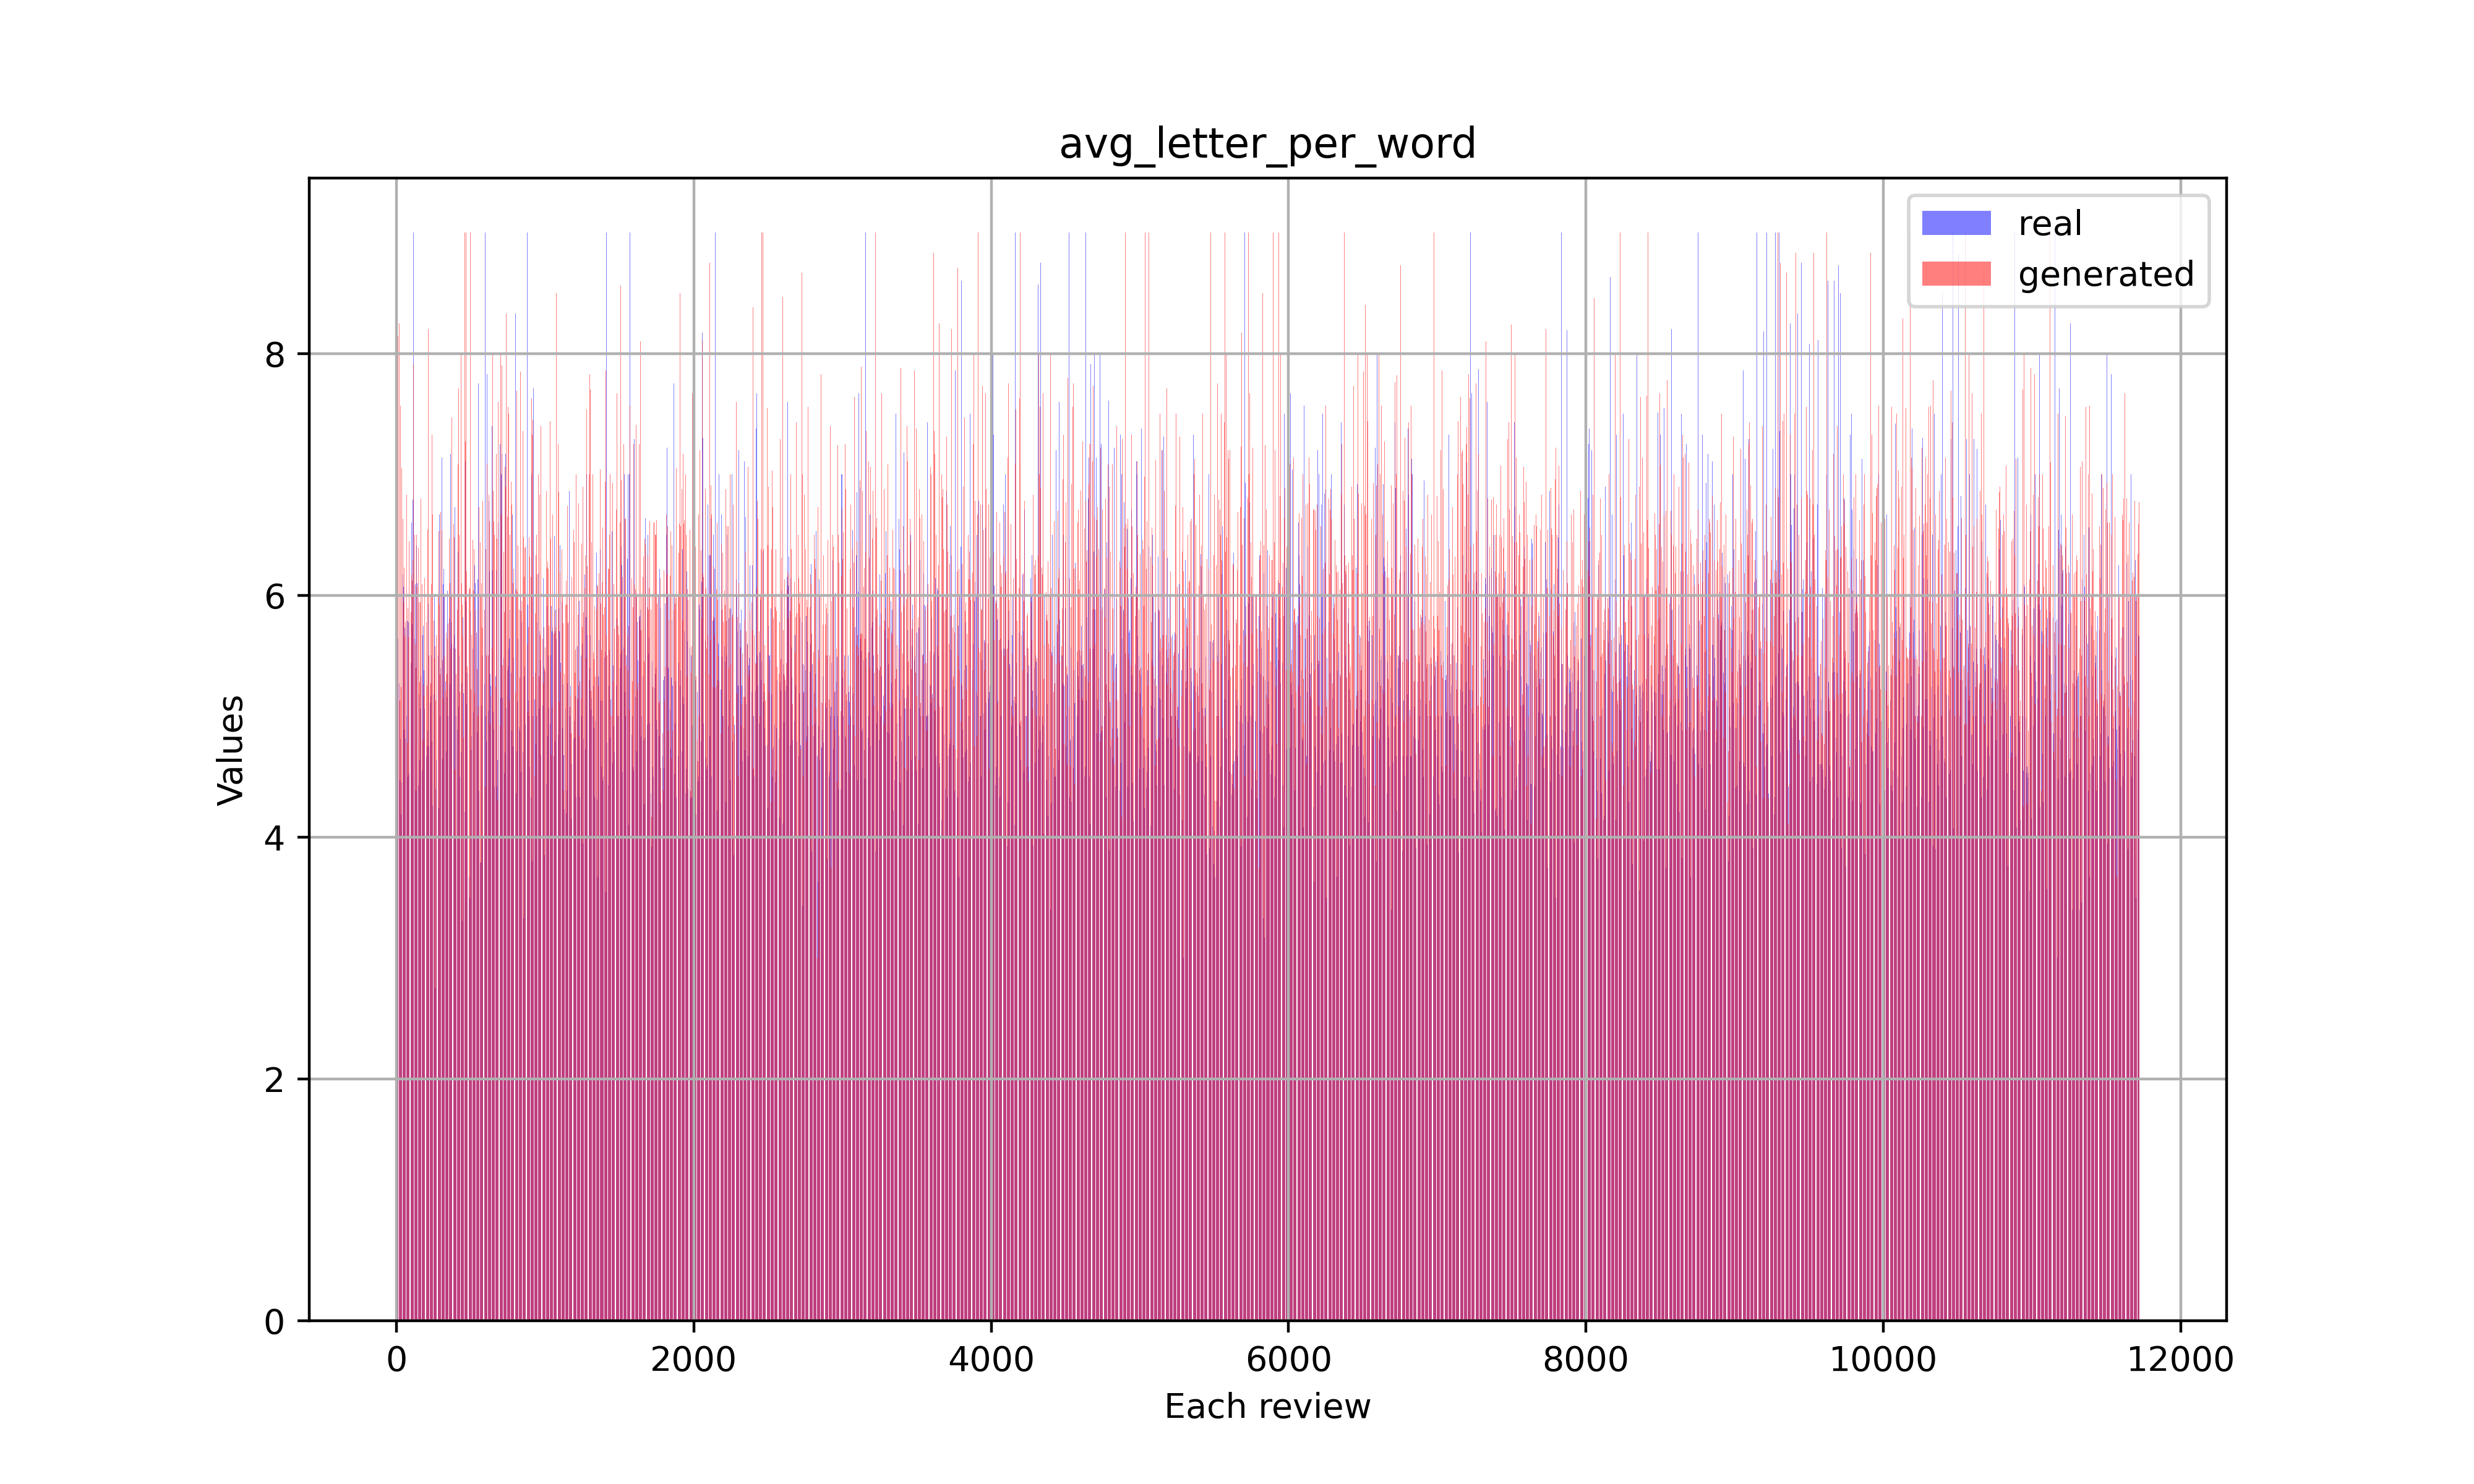 avg_letter_per_word
real
generated
8
6
4
2
0
Values
0 2000 4000 6000 8000 10000 12000
Each review